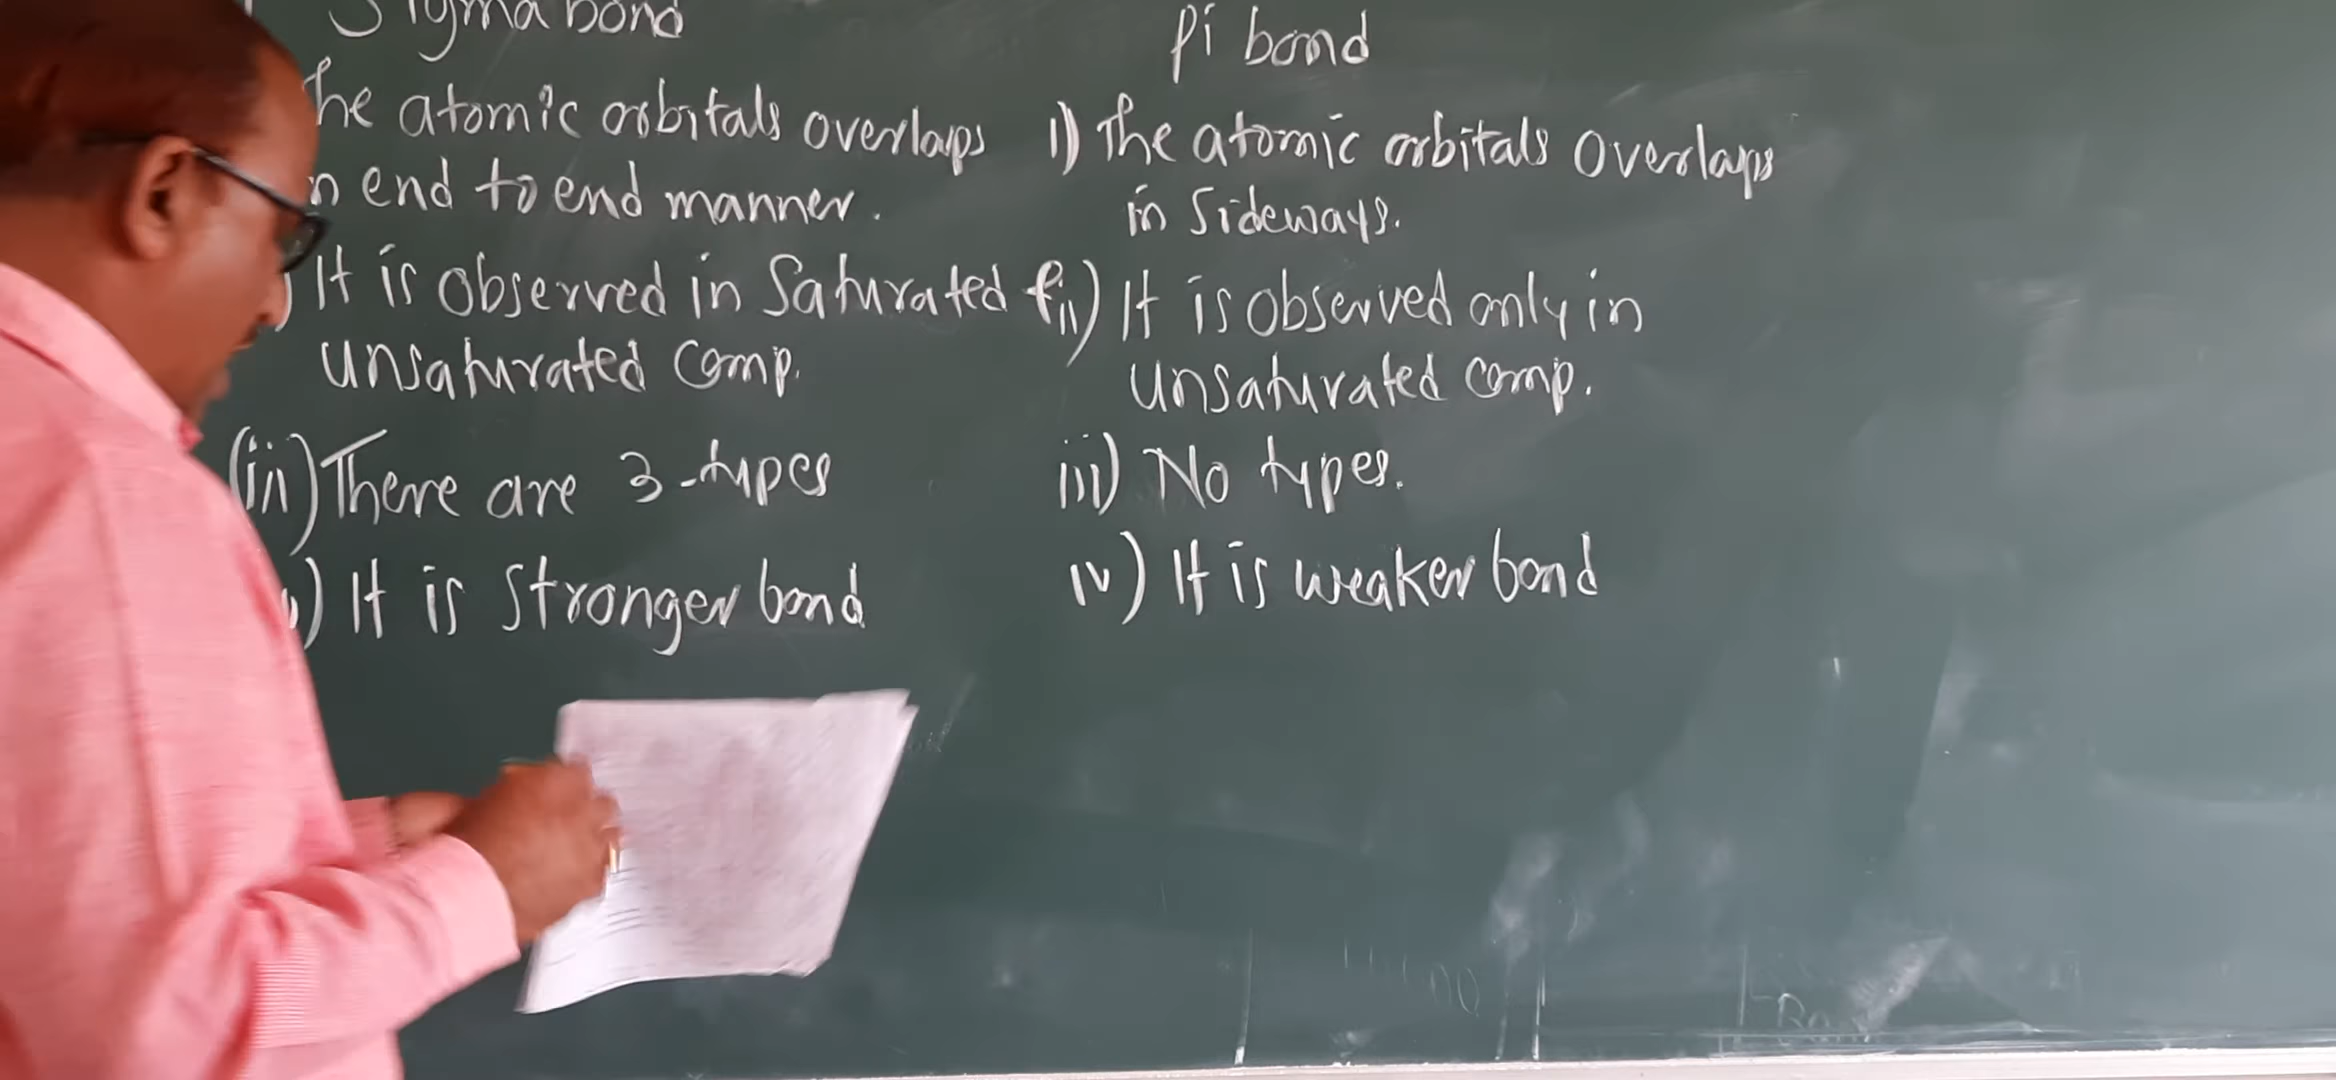 Sigma bond
he atomic orbitals overlaps
n end to end manner.
) It is observed in Saturated &
unsaturated comp.
(iii) There are 3-types
) It is stronger bond
Pi bond
i) The atomic orbitals overlaps
in sideways.
ii) It is observed only in
unsaturated comp.
iii) No types.
iv) It is weaker bond